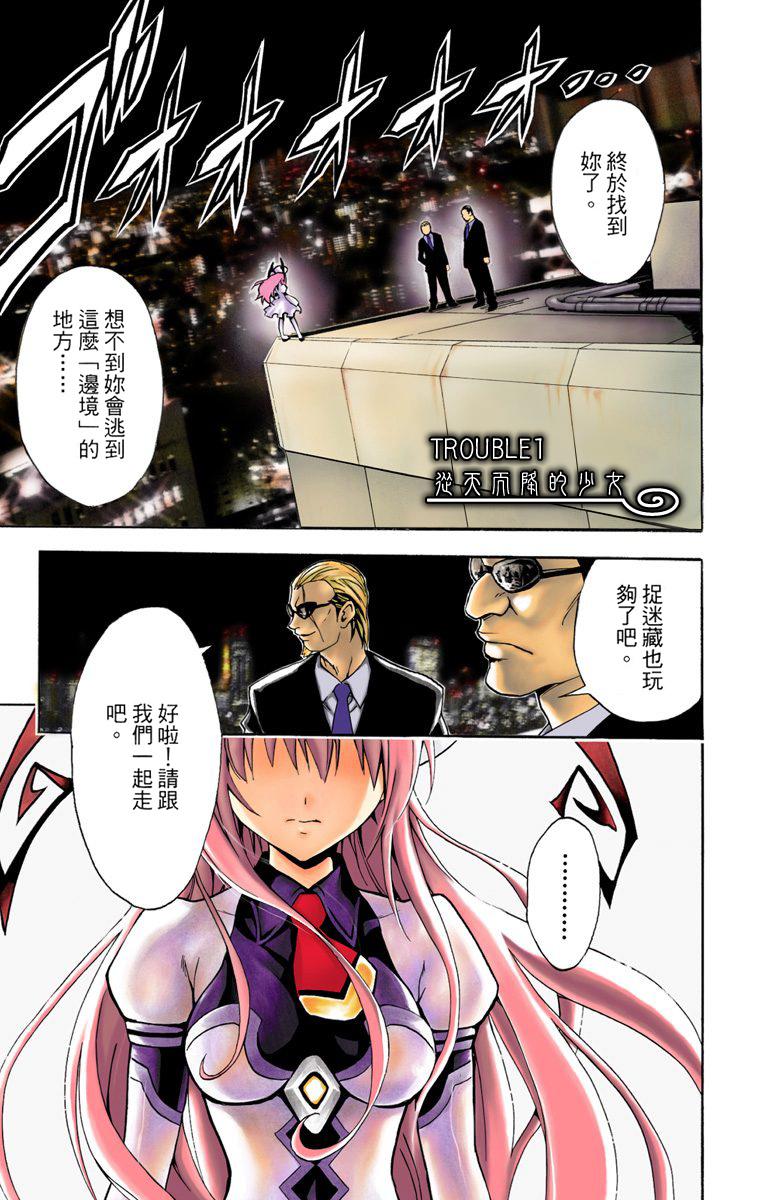 ゴオオオオオ…
終於找到
妳了。
想不到妳會逃到
這麼「邊境」的
地方……
TROUBLE1
從天而降的少女
捉迷藏也玩
夠了吧。
好啦！請跟
我們一起走
吧。
…………